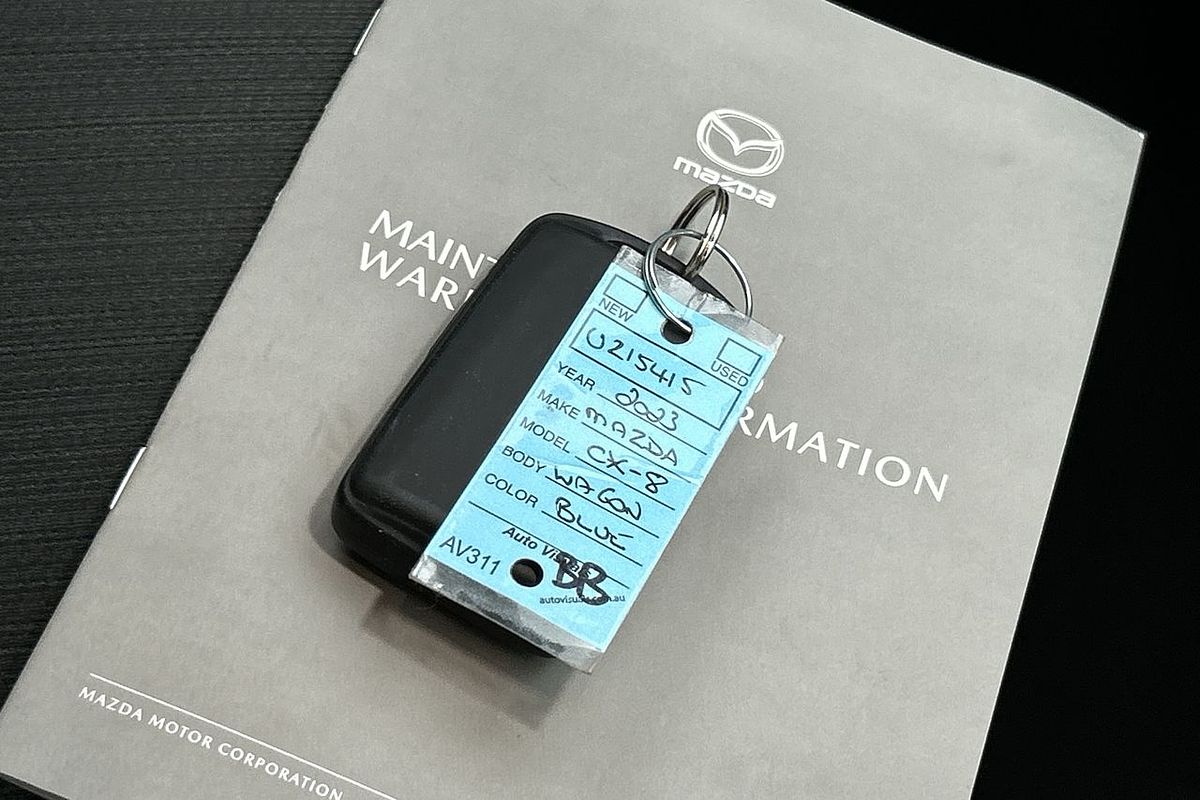 mazda
MAINT
WAR
RMATION
NEW
USED
U215415
YEAR 2023
MAKE MAZDA
MODEL CX-8
BODY WAGON
COLOR BLUE
Auto
AV311
BB
MAZDA MOTOR CORPORATION